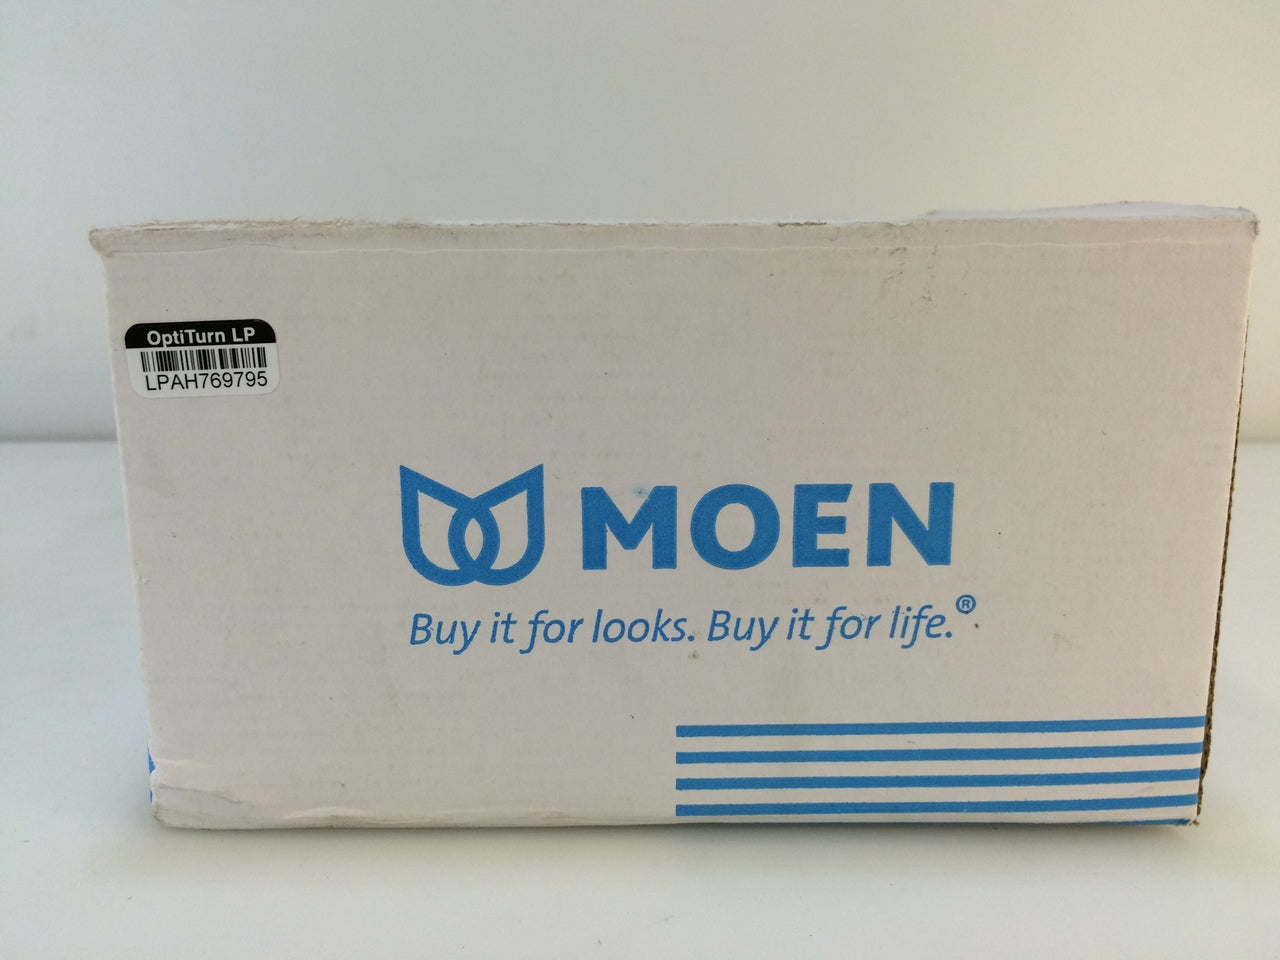 OptiTurn LP
LPAH769795
MOEN
Buy it for looks. Buy it for life.®